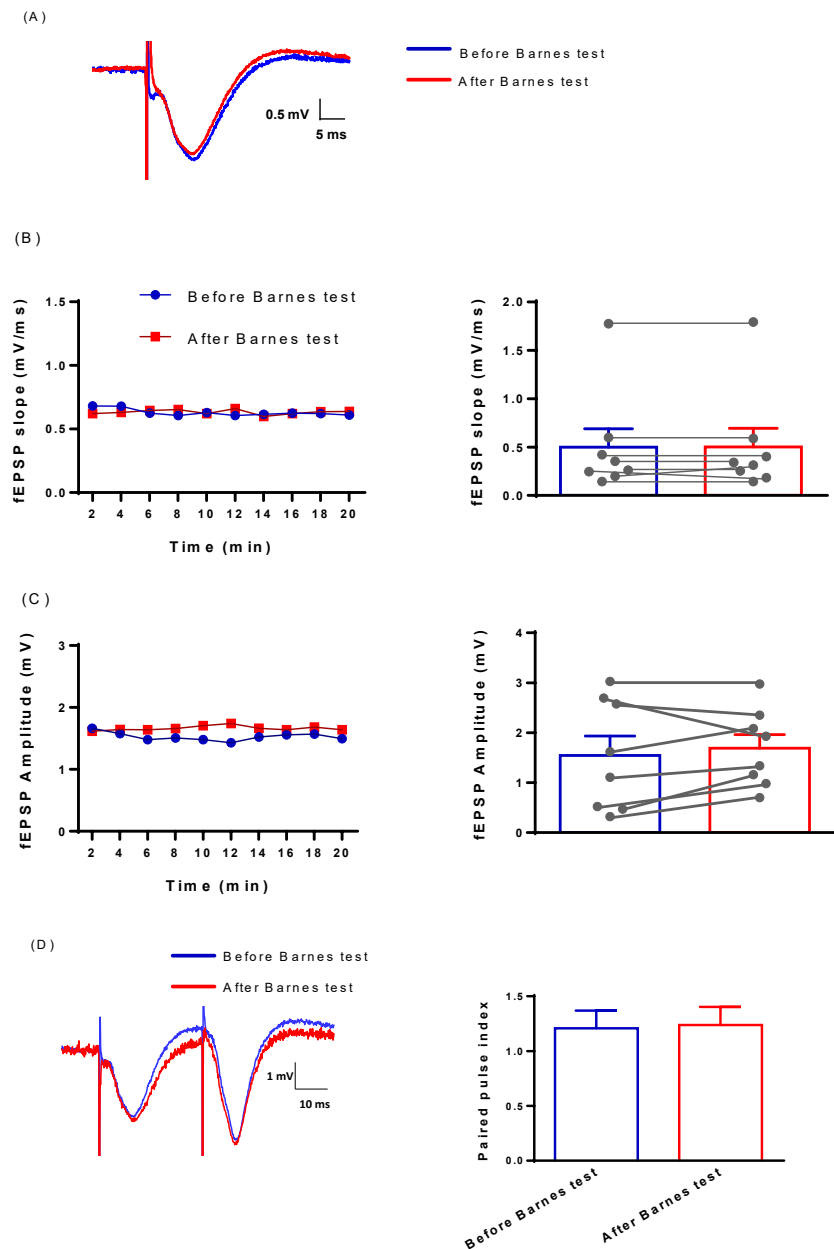 (A)
Before Barnes test
After Barnes test
0.5 mV
5 ms
(B)
Before Barnes test
After Barnes test
fEPSP slope (mV/ms)
1.5
1.0
0.5
0.0
2 4 6 8 10 12 14 16 18 20
Time (min)
fEPSP slope (mV/ms)
2.0
1.5
1.0
0.5
0.0
(C)
fEPSP Amplitude (mV)
3
2
1
0
2 4 6 8 10 12 14 16 18 20
Time (min)
fEPSP Amplitude (mV)
4
3
2
1
0
(D)
Before Barnes test
After Barnes test
1 mV
10 ms
Paired pulse index
1.5
1.0
0.5
0.0
Before Barnes test
After Barnes test